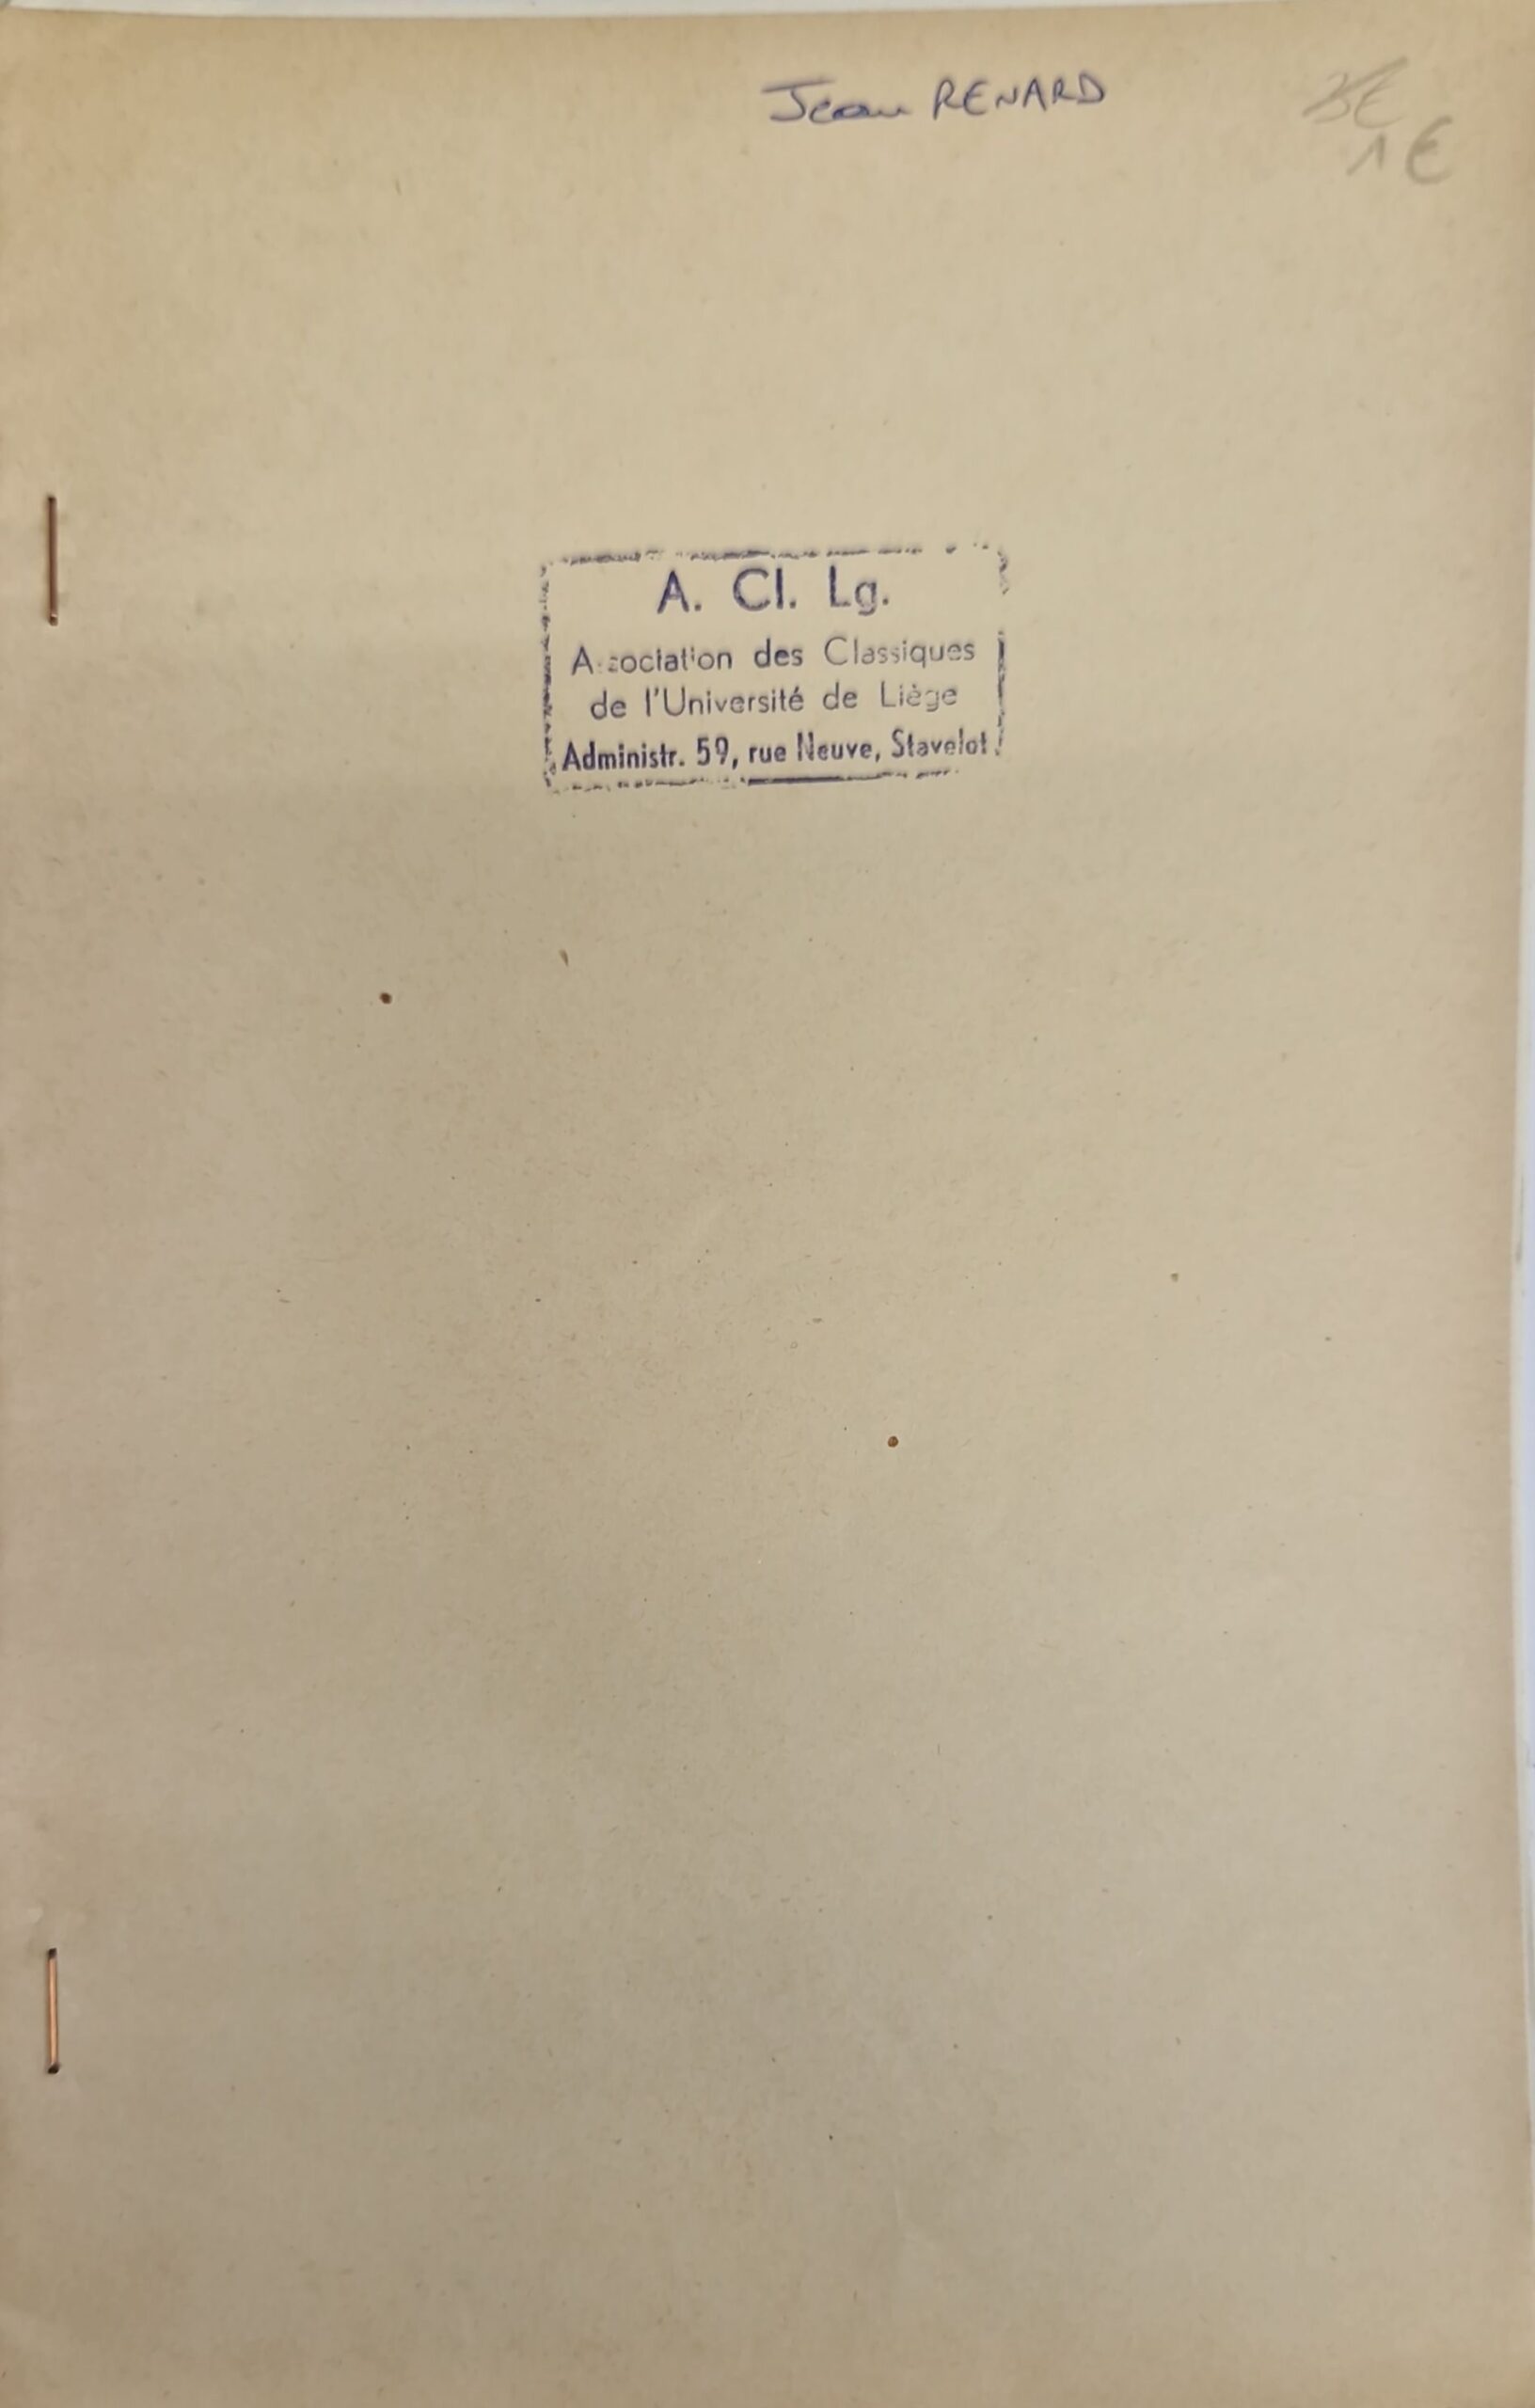 Jean RENARD
1 €
A. Cl. Lg.
Association des Classiques
de l'Université de Liège
Administr. 59, rue Neuve, Stavelot